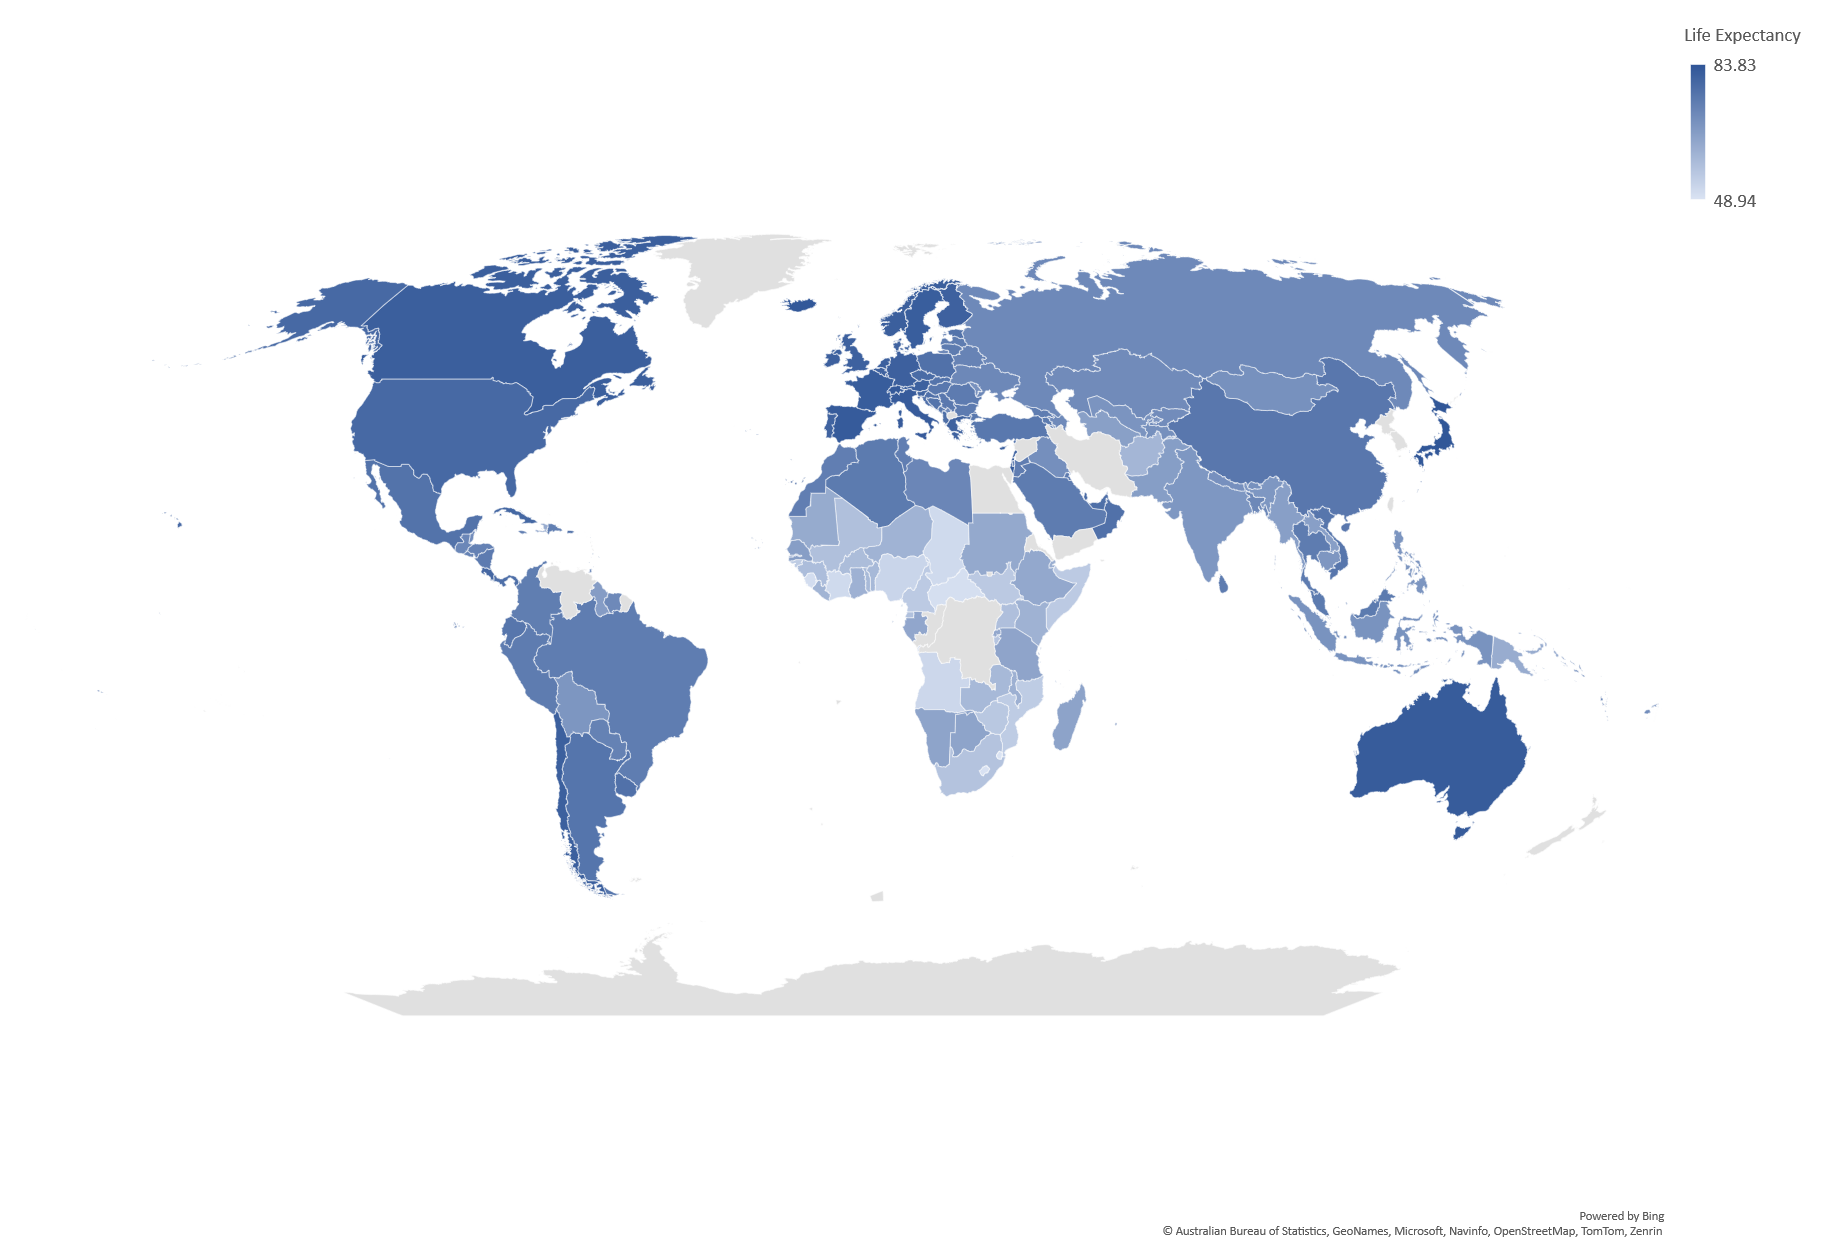 Life Expectancy
83.83
48.94
Powered by Bing
© Australian Bureau of Statistics, GeoNames, Microsoft, Navinfo, OpenStreetMap, TomTom, Zenrin